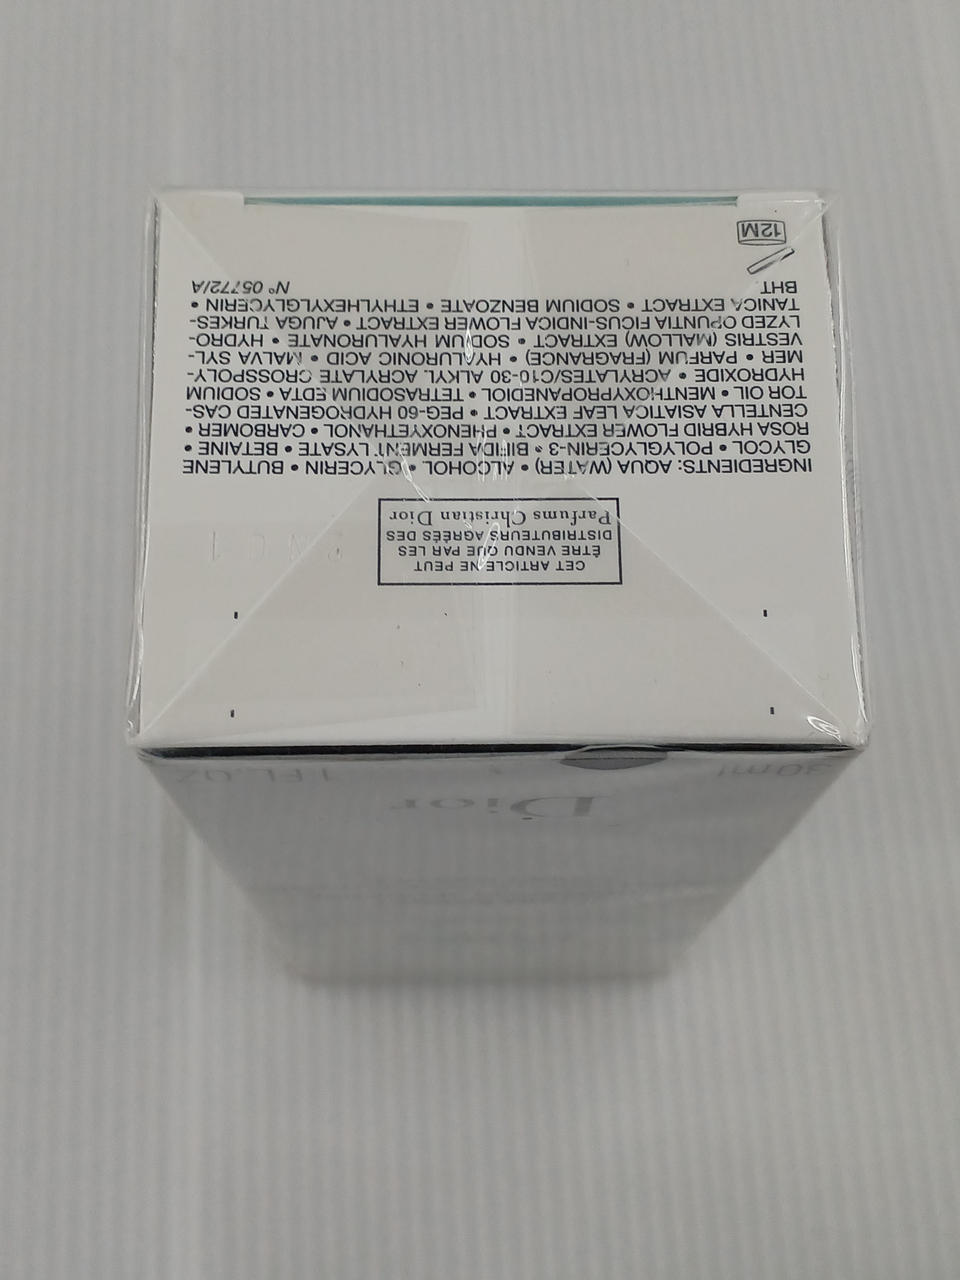 Dior
30ml
1 FL.OZ
CET ARTICLE NE PEUT
ÊTRE VENDU QUE PAR LES
DISTRIBUTEURS AGRÉÉS DES
Parfums Christian Dior
INGREDIENTS: AQUA (WATER) • ALCOHOL • GLYCERIN • BUTYLENE
GLYCOL • POLYGLYCERIN-3 • BIFIDA FERMENT LYSATE • BETAINE •
ROSA HYBRID FLOWER EXTRACT • PHENOXYETHANOL • CARBOMER •
CENTELLA ASIATICA LEAF EXTRACT • PEG-60 HYDROGENATED CAS-
TOR OIL • MENTHOXYPROPANEDIOL • TETRASODIUM EDTA • SODIUM
HYDROXIDE • ACRYLATES/C10-30 ALKYL ACRYLATE CROSSPOLY-
MER • PARFUM (FRAGRANCE) • HYALURONIC ACID • MALVA SYL-
VESTRIS (MALLOW) EXTRACT • SODIUM HYALURONATE • HYDRO-
LYZED OPUNTIA FICUS-INDICA FLOWER EXTRACT • AJUGA TURKES-
TANICA EXTRACT • SODIUM BENZOATE • ETHYLHEXYLGLYCERIN •
BHT
N° 05772/A
12M